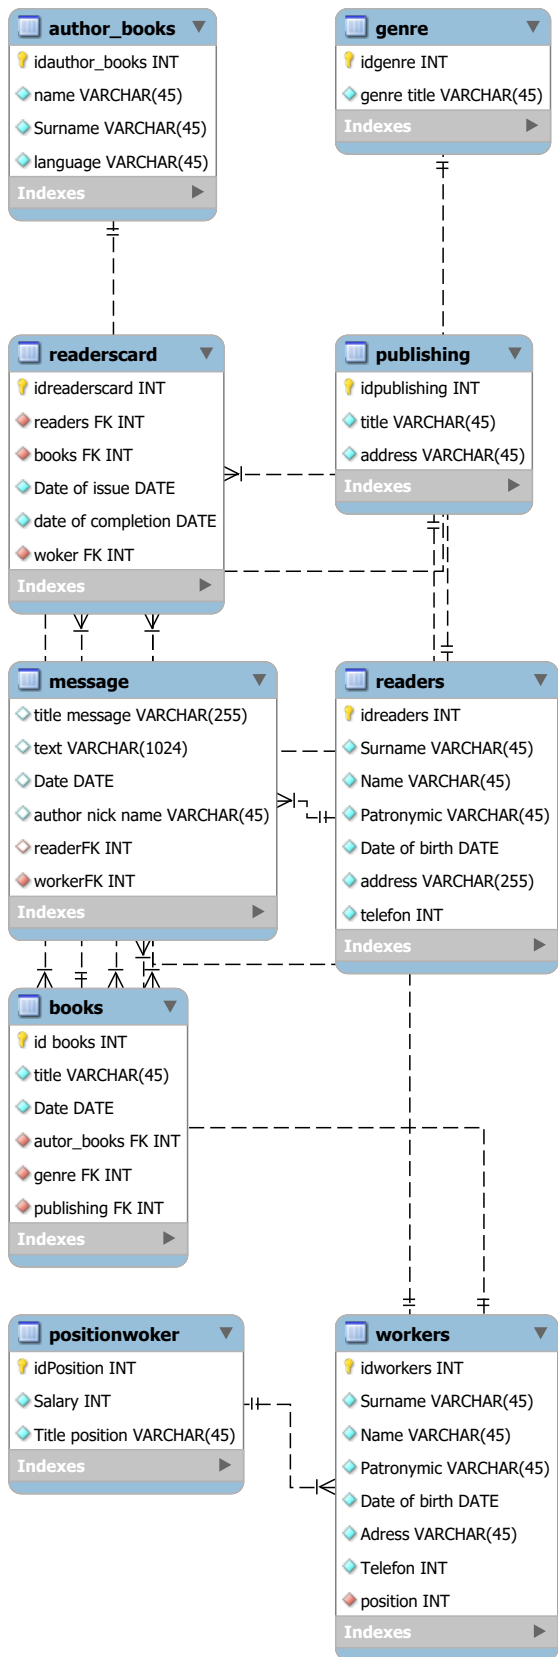 author_books
idauthor_books INT
name VARCHAR(45)
Surname VARCHAR(45)
language VARCHAR(45)
Indexes
genre
idgenre INT
genre title VARCHAR(45)
Indexes
readerscard
idreaderscard INT
readers FK INT
books FK INT
Date of issue DATE
date of completion DATE
woker FK INT
Indexes
publishing
idpublishing INT
title VARCHAR(45)
address VARCHAR(45)
Indexes
message
title message VARCHAR(255)
text VARCHAR(1024)
Date DATE
author nick name VARCHAR(45)
readerFK INT
workerFK INT
Indexes
readers
idreaders INT
Surname VARCHAR(45)
Name VARCHAR(45)
Patronymic VARCHAR(45)
Date of birth DATE
address VARCHAR(255)
telefon INT
Indexes
books
id books INT
title VARCHAR(45)
Date DATE
autor_books FK INT
genre FK INT
publishing FK INT
Indexes
positionwoker
idPosition INT
Salary INT
Title position VARCHAR(45)
Indexes
workers
idworkers INT
Surname VARCHAR(45)
Name VARCHAR(45)
Patronymic VARCHAR(45)
Date of birth DATE
Adress VARCHAR(45)
Telefon INT
position INT
Indexes